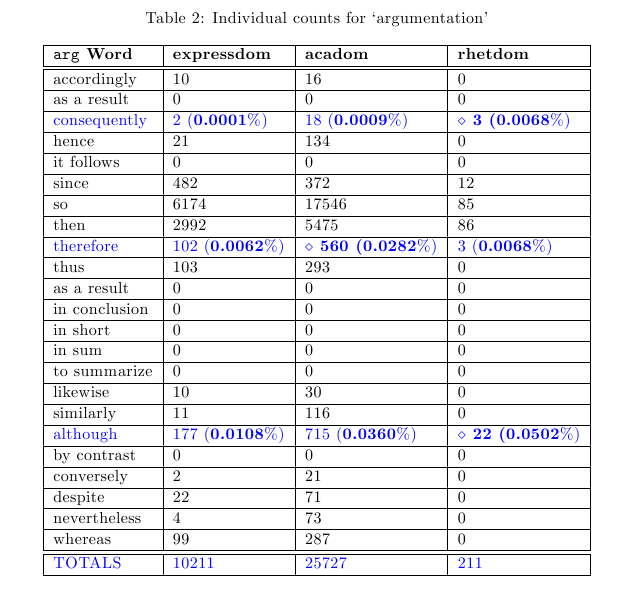 Table 2: Individual counts for ‘argumentation’
arg Word expressdom acadom rhetdom
accordingly 10 16 0
as a result 0 0 0
consequently 2 (0.0001%) 18 (0.0009%) ⋄ 3 (0.0068%)
hence 21 134 0
it follows 0 0 0
since 482 372 12
so 6174 17546 85
then 2992 5475 86
therefore 102 (0.0062%) ⋄ 560 (0.0282%) 3 (0.0068%)
thus 103 293 0
as a result 0 0 0
in conclusion 0 0 0
in short 0 0 0
in sum 0 0 0
to summarize 0 0 0
likewise 10 30 0
similarly 11 116 0
although 177 (0.0108%) 715 (0.0360%) ⋄ 22 (0.0502%)
by contrast 0 0 0
conversely 2 21 0
despite 22 71 0
nevertheless 4 73 0
whereas 99 287 0
TOTALS 10211 25727 211